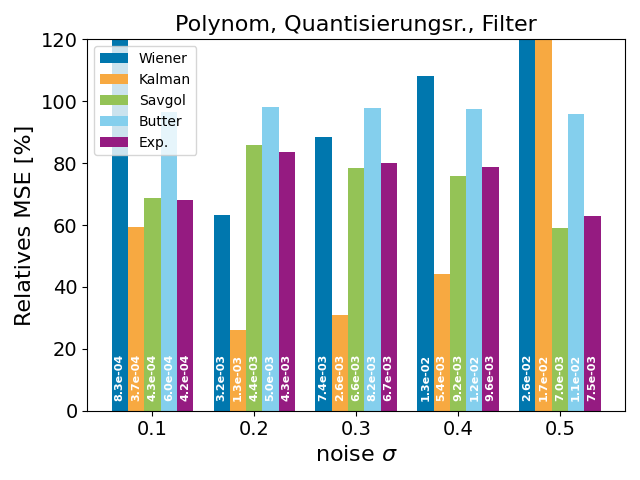 Polynom, Quantisierungsr., Filter
Relatives MSE [%]
120
100
80
60
40
20
0
Wiener
Kalman
Savgol
Butter
Exp.
8.3e-04
3.7e-04
4.3e-04
6.0e-04
4.2e-04
3.2e-03
1.3e-03
4.4e-03
5.0e-03
4.3e-03
7.4e-03
2.6e-03
6.6e-03
8.2e-03
6.7e-03
1.3e-02
5.4e-03
9.2e-03
1.2e-02
9.6e-03
2.6e-02
1.7e-02
7.0e-03
1.1e-02
7.5e-03
0.1 0.2 0.3 0.4 0.5
noise σ